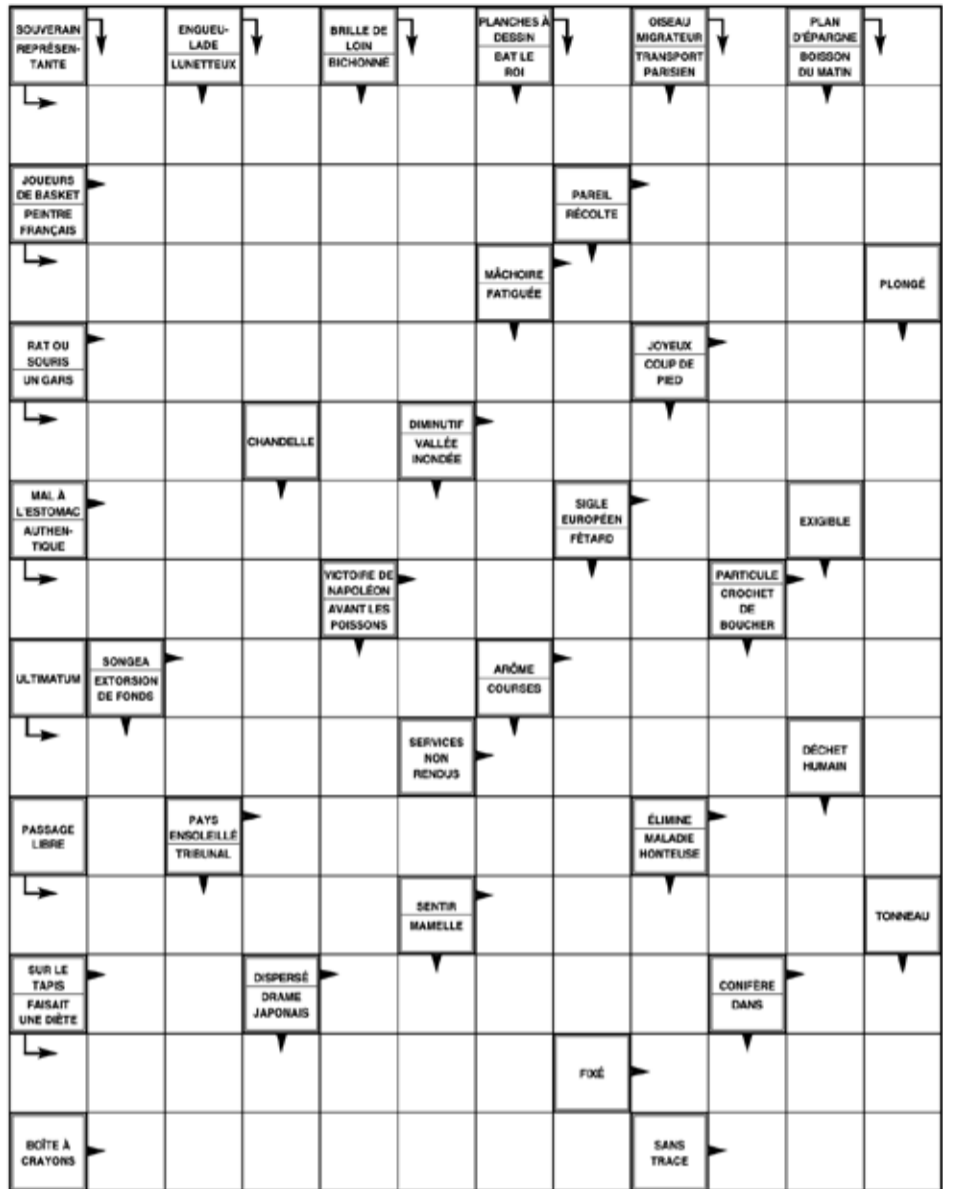 SOUVERAIN
REPRÉSEN-
TANTE
ENGUEU-
LADE
LUNETTEUX
BRILLE DE
LOIN
BICHONNÉ
PLANCHES À
DESSIN
BAT LE
ROI
OISEAU
MIGRATEUR
TRANSPORT
PARISIEN
PLAN
D'ÉPARGNE
BOISSON
DU MATIN
JOUEURS
DE BASKET
PEINTRE
FRANÇAIS
PAREIL
RÉCOLTE
MÂCHOIRE
FATIGUÉE
PLONGÉ
RAT OU
SOURIS
UN GARS
JOYEUX
COUP DE
PIED
CHANDELLE
DIMINUTIF
VALLÉE
INONDÉE
MAL À
L'ESTOMAC
AUTHEN-
TIQUE
SIGLE
EUROPÉEN
FÊTARD
EXIGIBLE
VICTOIRE DE
NAPOLÉON
AVANT LES
POISSONS
PARTICULE
CROCHET
DE
BOUCHER
ULTIMATUM
SONGEA
EXTORSION
DE FONDS
ARÔME
COURSES
SERVICES
NON
RENDUS
DÉCHET
HUMAIN
PASSAGE
LIBRE
PAYS
ENSOLEILLÉ
TRIBUNAL
ÉLIMINE
MALADIE
HONTEUSE
SENTIR
MAMELLE
TONNEAU
SUR LE
TAPIS
FAISAIT
UNE DIÈTE
DISPERSÉ
DRAME
JAPONAIS
CONIFÈRE
DANS
FIXÉ
BOÎTE À
CRAYONS
SANS
TRACE